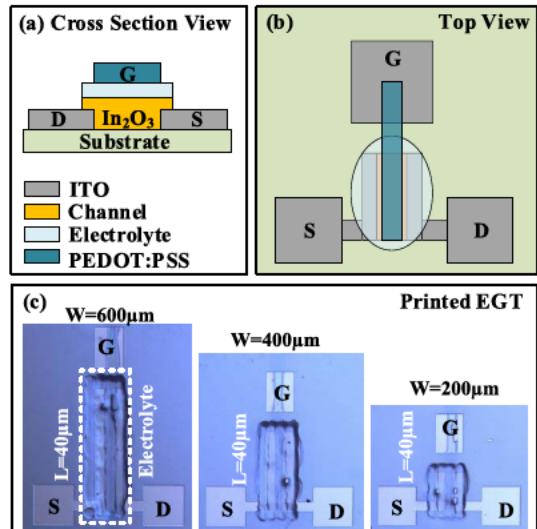 (a) Cross Section View
G
D
In₂O₃
S
Substrate
ITO
Channel
Electrolyte
PEDOT:PSS
(b)
Top View
G
S
D
(c)
Printed EGT
W=600µm
G
L=40µm
Electrolyte
S
D
W=400µm
G
L=40µm
S
D
W=200µm
G
L=40µm
S
D